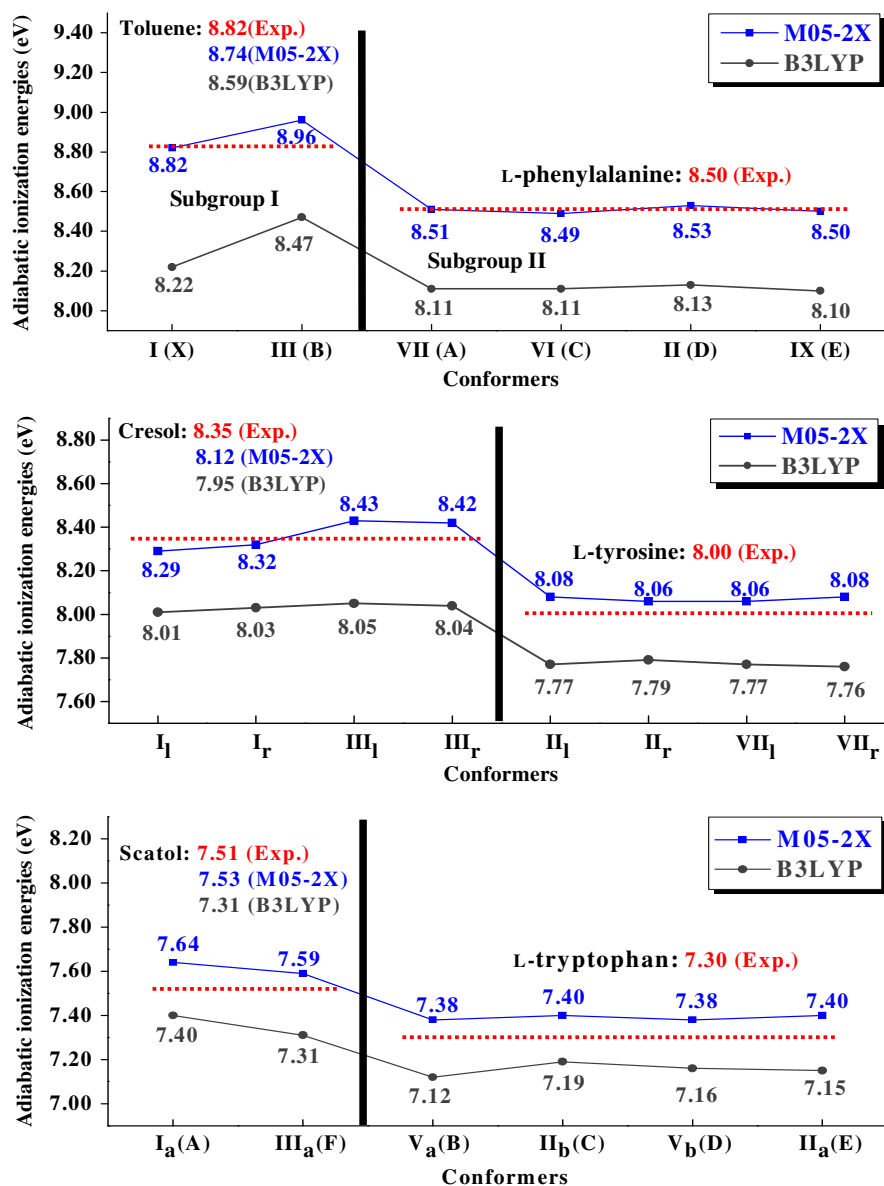 Adiabatic ionization energies (eV)
9.40
9.20
9.00
8.80
8.60
8.40
8.20
8.00
Toluene: 8.82(Exp.)
8.74(M05-2X)
8.59(B3LYP)
M05-2X
B3LYP
8.82
8.96
Subgroup I
8.22
8.47
L-phenylalanine: 8.50 (Exp.)
8.51
8.49
8.53
8.50
Subgroup II
8.11
8.11
8.13
8.10
I (X)
III (B)
VII (A)
VI (C)
II (D)
IX (E)
Conformers
Adiabatic ionization energies (eV)
8.80
8.60
8.40
8.20
8.00
7.80
7.60
Cresol: 8.35 (Exp.)
8.12 (M05-2X)
7.95 (B3LYP)
M05-2X
B3LYP
8.29
8.32
8.43
8.42
8.01
8.03
8.05
8.04
L-tyrosine: 8.00 (Exp.)
8.08
8.06
8.06
8.08
7.77
7.79
7.77
7.76
Il
Ir
IIIl
IIIr
IIl
IIr
VIIl
VIIr
Conformers
Adiabatic ionization energies (eV)
8.20
8.00
7.80
7.60
7.40
7.20
7.00
Scatol: 7.51 (Exp.)
7.53 (M05-2X)
7.31 (B3LYP)
M05-2X
B3LYP
7.64
7.59
7.40
7.31
L-tryptophan: 7.30 (Exp.)
7.38
7.40
7.38
7.40
7.12
7.19
7.16
7.15
Ia(A)
IIIa(F)
Va(B)
IIb(C)
Vb(D)
IIa(E)
Conformers